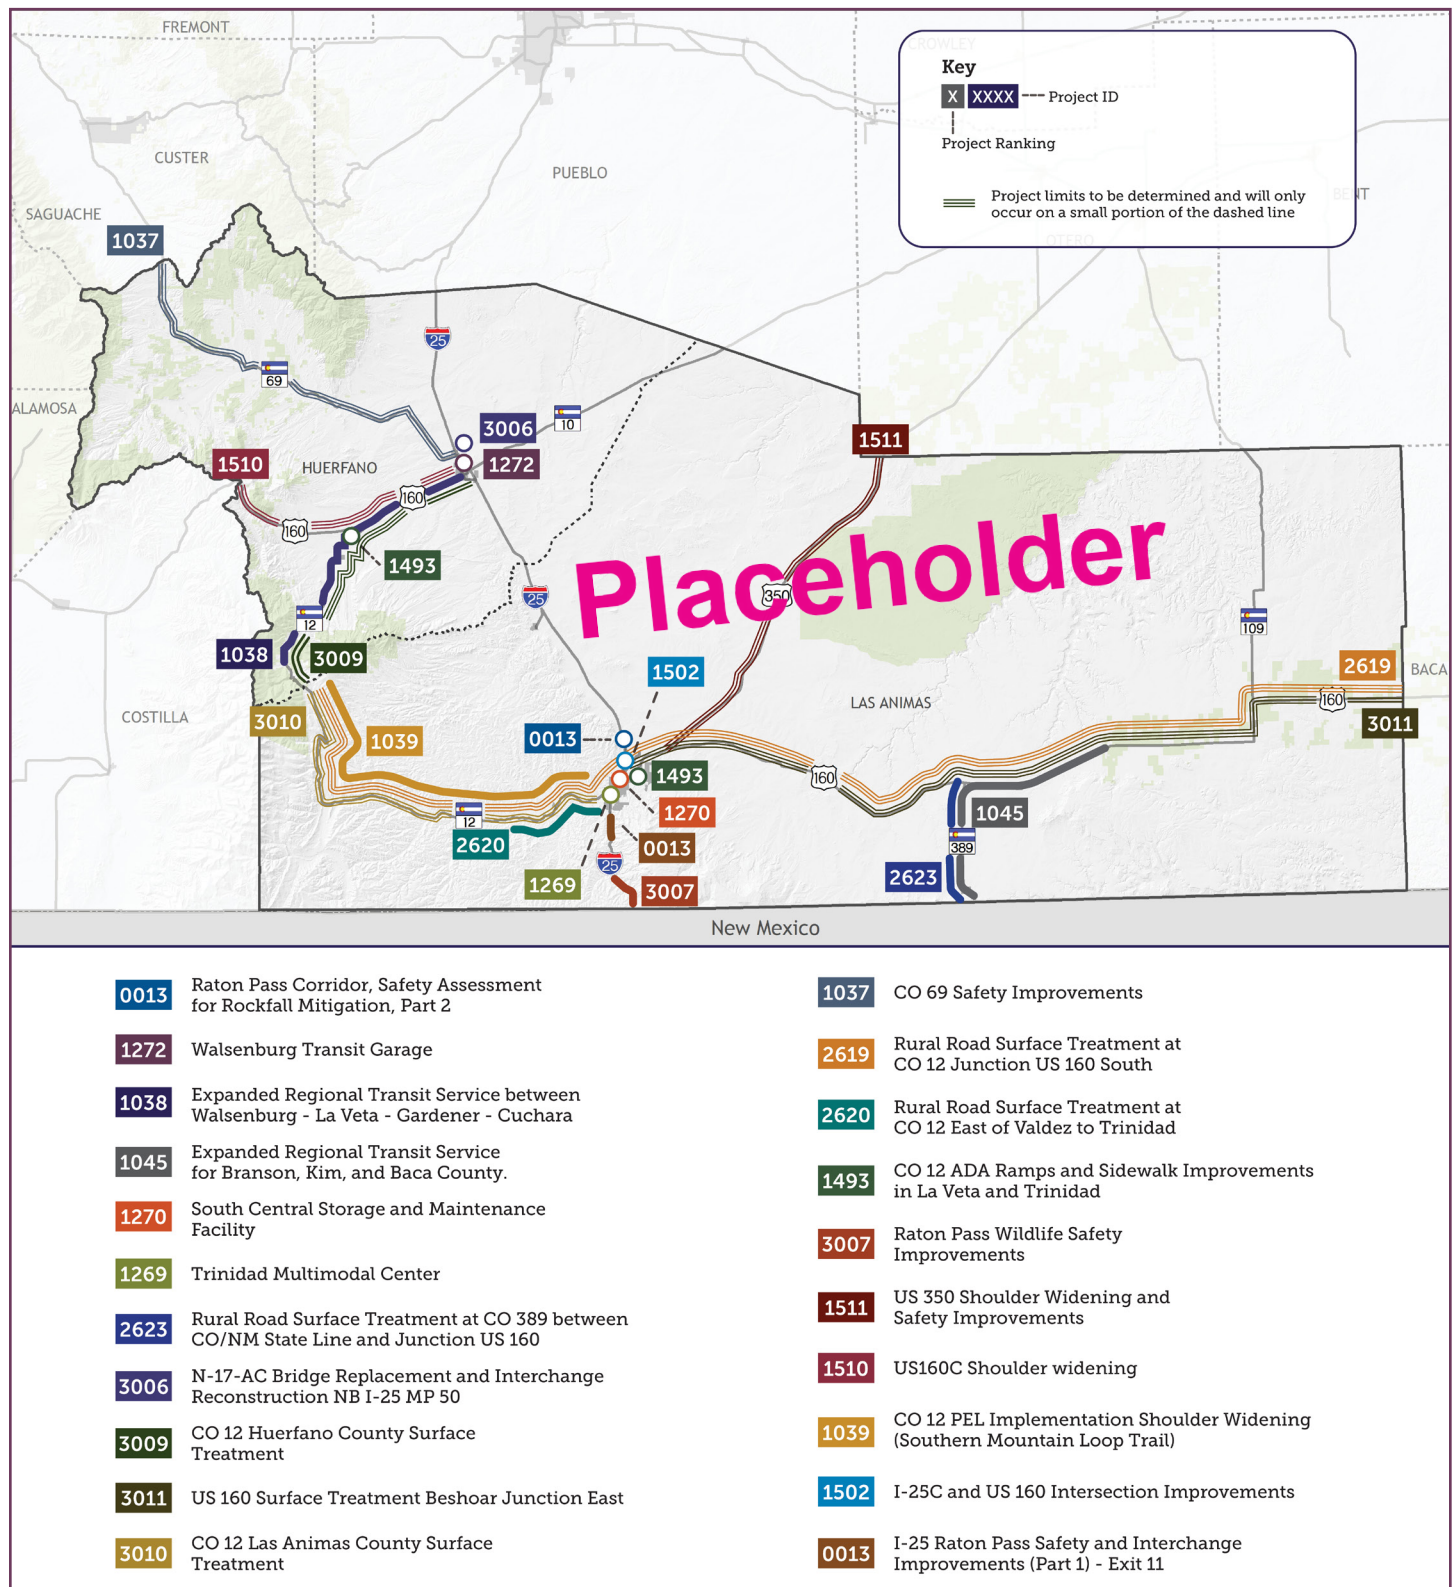 FREMONT
CROWLEY
Key
X XXXX Project ID
Project Ranking
Project limits to be determined and will only
occur on a small portion of the dashed line
CUSTER
PUEBLO
BENT
SAGUACHE
OTERO
1037
25
69
ALAMOSA
3006
10
1511
1510
HUERFANO
1272
160
160
1493
Placeholder
350
25
12
109
1038
3009
1502
2619
BACA
LAS ANIMAS
160
COSTILLA
3010
1039
0013
3011
1493
160
12
1270
1045
2620
0013
389
25
1269
3007
2623
New Mexico
0013 Raton Pass Corridor, Safety Assessment
for Rockfall Mitigation, Part 2
1272 Walsenburg Transit Garage
1038 Expanded Regional Transit Service between
Walsenburg - La Veta - Gardener - Cuchara
1045 Expanded Regional Transit Service
for Branson, Kim, and Baca County.
1270 South Central Storage and Maintenance
Facility
1269 Trinidad Multimodal Center
2623 Rural Road Surface Treatment at CO 389 between
CO/NM State Line and Junction US 160
3006 N-17-AC Bridge Replacement and Interchange
Reconstruction NB I-25 MP 50
3009 CO 12 Huerfano County Surface
Treatment
3011 US 160 Surface Treatment Beshoar Junction East
3010 CO 12 Las Animas County Surface
Treatment
1037 CO 69 Safety Improvements
2619 Rural Road Surface Treatment at
CO 12 Junction US 160 South
2620 Rural Road Surface Treatment at
CO 12 East of Valdez to Trinidad
1493 CO 12 ADA Ramps and Sidewalk Improvements
in La Veta and Trinidad
3007 Raton Pass Wildlife Safety
Improvements
1511 US 350 Shoulder Widening and
Safety Improvements
1510 US160C Shoulder widening
1039 CO 12 PEL Implementation Shoulder Widening
(Southern Mountain Loop Trail)
1502 I-25C and US 160 Intersection Improvements
0013 I-25 Raton Pass Safety and Interchange
Improvements (Part 1) - Exit 11